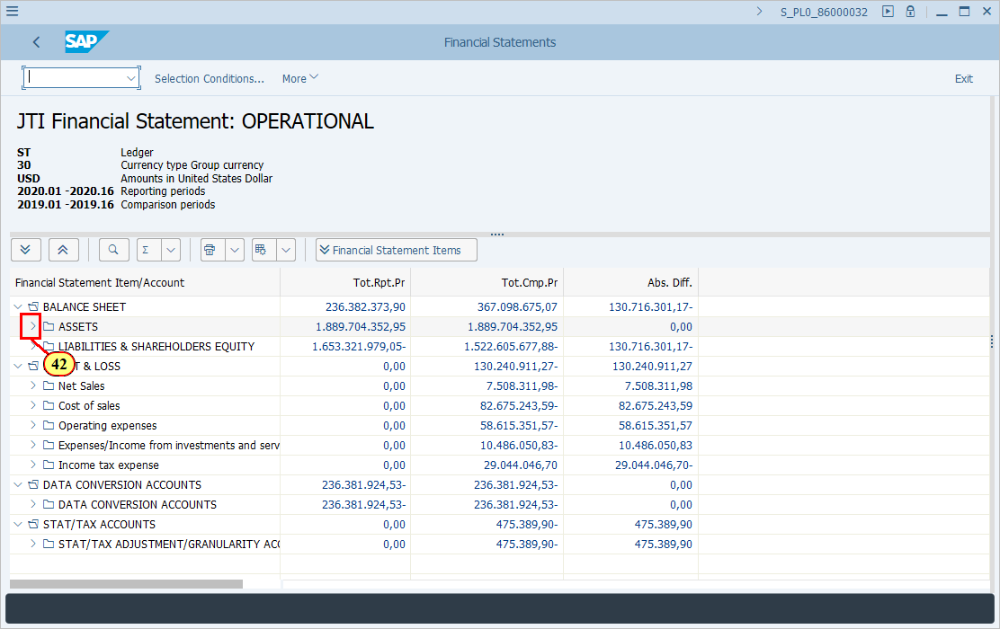 S_PL0_86000032
SAP Financial Statements
Selection Conditions... More Exit
JTI Financial Statement: OPERATIONAL
ST Ledger
30 Currency type Group currency
USD Amounts in United States Dollar
2020.01 -2020.16 Reporting periods
2019.01 -2019.16 Comparison periods
Σ Financial Statement Items
Financial Statement Item/Account Tot.Rpt.Pr Tot.Cmp.Pr Abs. Diff.
BALANCE SHEET 236.382.373,90 367.098.675,07 130.716.301,17-
ASSETS 1.889.704.352,95 1.889.704.352,95 0,00
LIABILITIES & SHAREHOLDERS EQUITY 1.653.321.979,05- 1.522.605.677,88- 130.716.301,17-
42 T & LOSS 0,00 130.240.911,27- 130.240.911,27
Net Sales 0,00 7.508.311,98- 7.508.311,98
Cost of sales 0,00 82.675.243,59- 82.675.243,59
Operating expenses 0,00 58.615.351,57- 58.615.351,57
Expenses/Income from investments and serv 0,00 10.486.050,83- 10.486.050,83
Income tax expense 0,00 29.044.046,70 29.044.046,70-
DATA CONVERSION ACCOUNTS 236.381.924,53- 236.381.924,53- 0,00
DATA CONVERSION ACCOUNTS 236.381.924,53- 236.381.924,53- 0,00
STAT/TAX ACCOUNTS 0,00 475.389,90- 475.389,90
STAT/TAX ADJUSTMENT/GRANULARITY ACC 0,00 475.389,90- 475.389,90